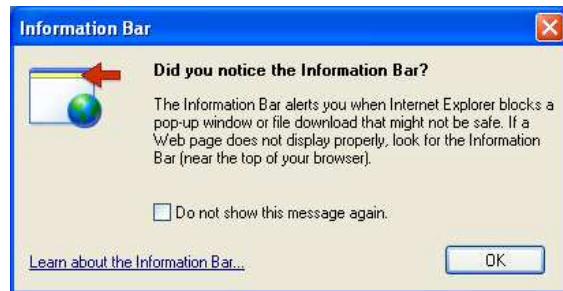 Information Bar
Did you notice the Information Bar?
The Information Bar alerts you when Internet Explorer blocks a
pop-up window or file download that might not be safe. If a
Web page does not display properly, look for the Information
Bar (near the top of your browser).
Do not show this message again.
Learn about the Information Bar...
OK